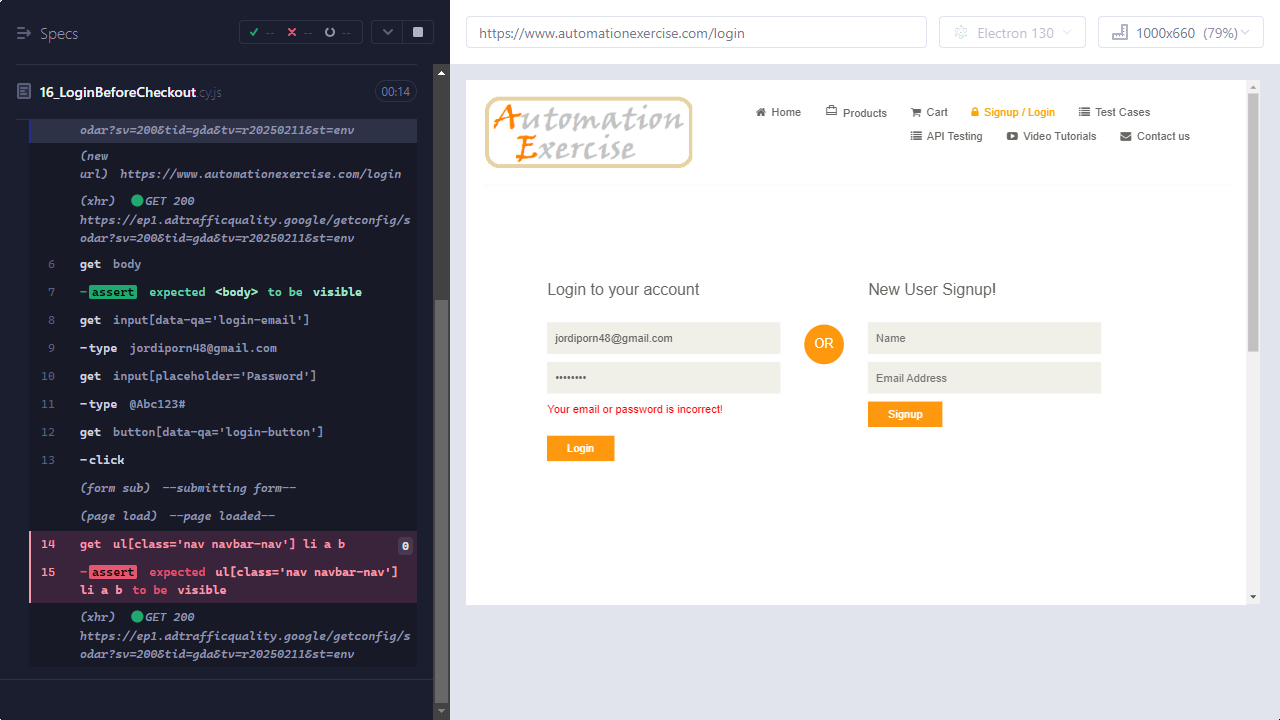 Specs
-- -- --
16_LoginBeforeCheckout.cy.js 00:14
odar?sv=200&tid=gda&tv=r20250211&st=env
(new
url) https://www.automationexercise.com/login
(xhr) GET 200
https://ep1.adtrafficquality.google/getconfig/s
odar?sv=200&tid=gda&tv=r20250211&st=env
6 get body
7 -assert expected <body> to be visible
8 get input[data-qa='login-email']
9 -type jordiporn48@gmail.com
10 get input[placeholder='Password']
11 -type @Abc123#
12 get button[data-qa='login-button']
13 -click
(form sub) --submitting form--
(page load) --page loaded--
14 get ul[class='nav navbar-nav'] li a b 0
15 -assert expected ul[class='nav navbar-nav']
li a b to be visible
(xhr) GET 200
https://ep1.adtrafficquality.google/getconfig/s
odar?sv=200&tid=gda&tv=r20250211&st=env
https://www.automationexercise.com/login
Electron 130
1000x660 (79%)
Automation
Exercise
Home Products Cart Signup / Login Test Cases
API Testing Video Tutorials Contact us
Login to your account
jordiporn48@gmail.com
••••••••
Your email or password is incorrect!
Login
OR
New User Signup!
Name
Email Address
Signup